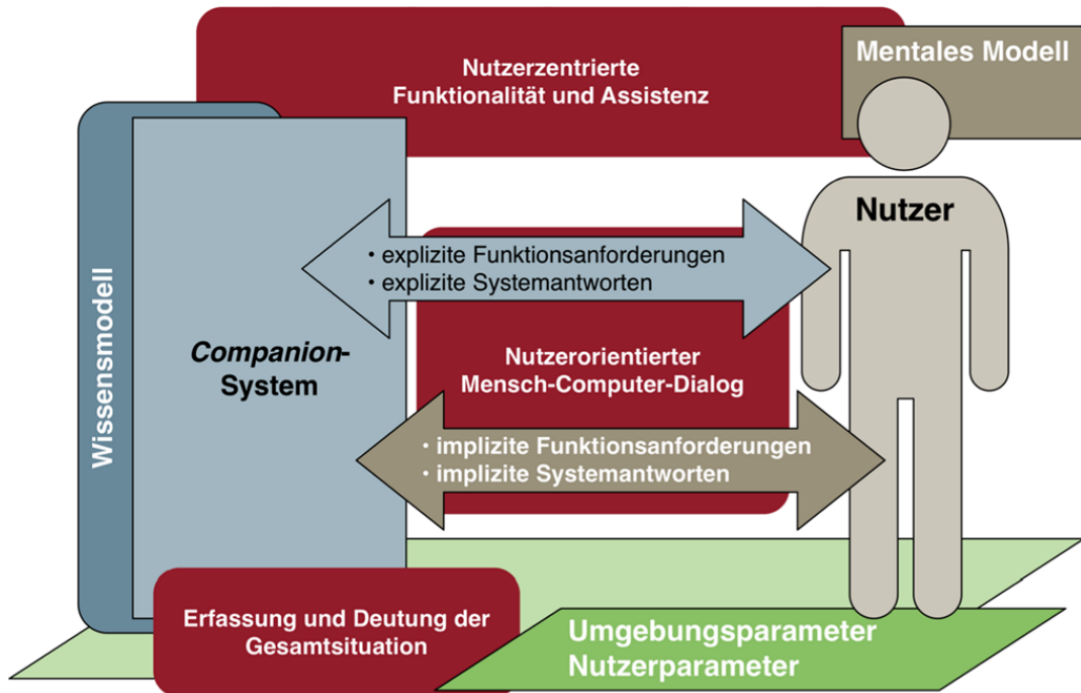 Nutzerzentrierte
Funktionalität und Assistenz
Mentales Modell
Nutzer
Wissensmodell
Companion-
System
• explizite Funktionsanforderungen
• explizite Systemantworten
Nutzerorientierter
Mensch-Computer-Dialog
• implizite Funktionsanforderungen
• implizite Systemantworten
Erfassung und Deutung der
Gesamtsituation
Umgebungsparameter
Nutzerparameter